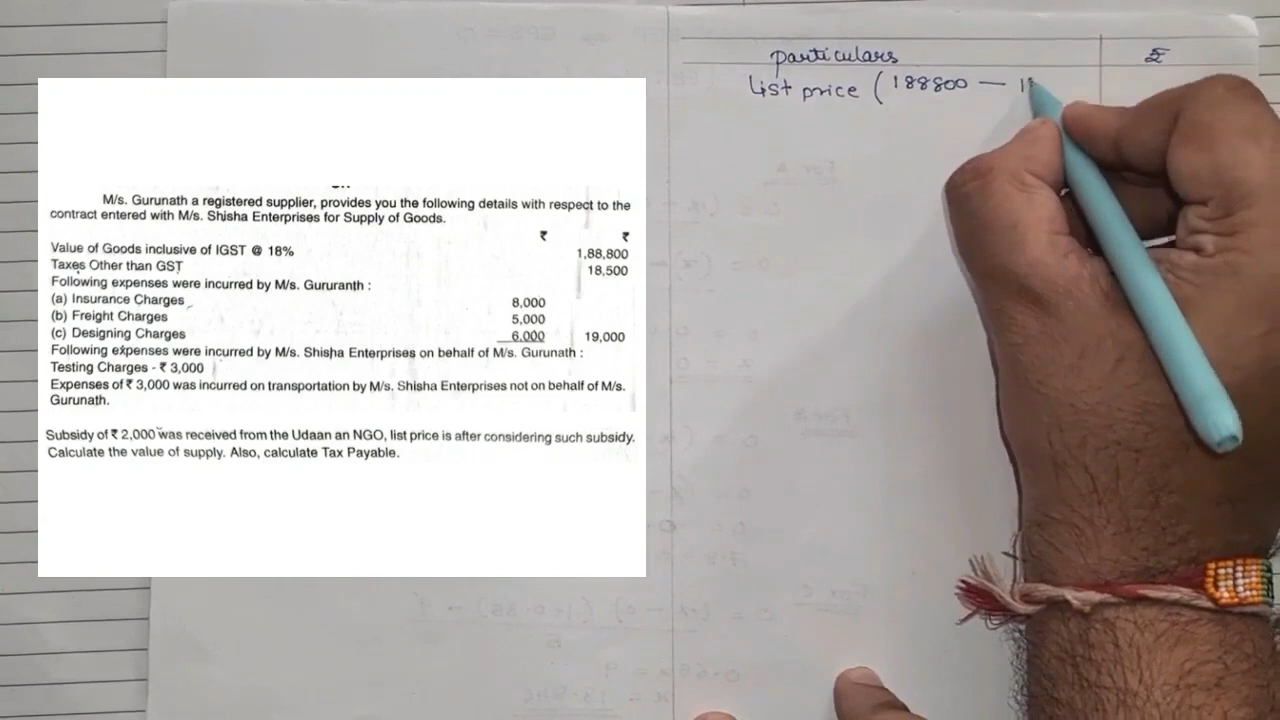 M/s. Gurunath a registered supplier, provides you the following details with respect to the
contract entered with M/s. Shisha Enterprises for Supply of Goods.
₹ ₹
Value of Goods inclusive of IGST @ 18% 1,88,800
Taxes Other than GST 18,500
Following expenses were incurred by M/s. Gururanth :
(a) Insurance Charges 8,000
(b) Freight Charges 5,000
(c) Designing Charges 6,000 19,000
Following expenses were incurred by M/s. Shisha Enterprises on behalf of M/s. Gurunath :
Testing Charges - ₹ 3,000
Expenses of ₹ 3,000 was incurred on transportation by M/s. Shisha Enterprises not on behalf of M/s.
Gurunath.
Subsidy of ₹ 2,000 was received from the Udaan an NGO, list price is after considering such subsidy.
Calculate the value of supply. Also, calculate Tax Payable.
particulars ₹
list price (188800 —